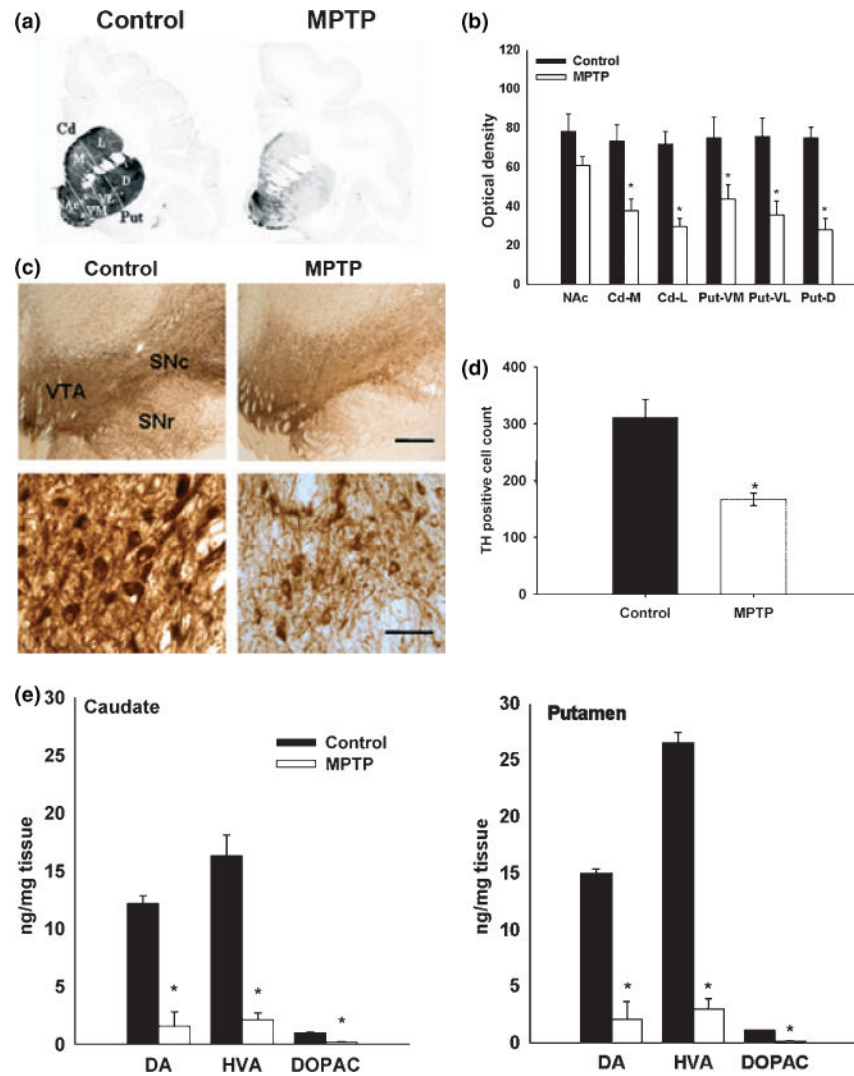 (a)
Control
MPTP
Cd
L
M
D
VM
Put
(b)
120
100
80
60
40
20
0
Optical density
Control
MPTP
*
*
*
*
*
NAc
Cd-M
Cd-L
Put-VM
Put-VL
Put-D
(c)
Control
MPTP
SNc
VTA
SNr
(d)
400
300
200
100
0
TH positive cell count
*
Control
MPTP
(e)
30
25
20
15
10
5
0
ng/mg tissue
Caudate
Control
MPTP
*
*
*
DA
HVA
DOPAC
30
25
20
15
10
5
0
ng/mg tissue
Putamen
*
*
*
DA
HVA
DOPAC